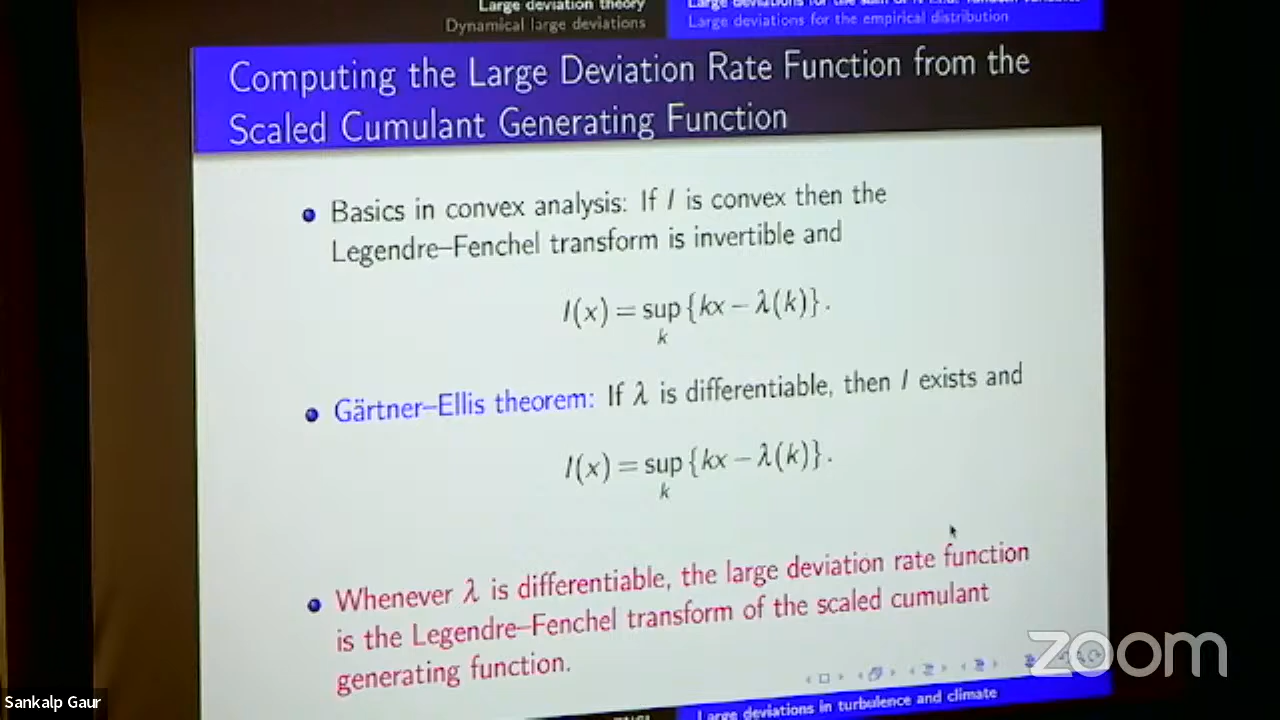 Large deviation theory
Dynamical large deviations
Large deviations for the empirical distribution
Computing the Large Deviation Rate Function from the
Scaled Cumulant Generating Function
Basics in convex analysis: If I is convex then the
Legendre–Fenchel transform is invertible and
I(x) = sup {kx − λ(k)}.
k
Gärtner–Ellis theorem: If λ is differentiable, then I exists and
I(x) = sup {kx − λ(k)}.
k
Whenever λ is differentiable, the large deviation rate function
is the Legendre–Fenchel transform of the scaled cumulant
generating function.
zoom
Sankalp Gaur
Large deviations in turbulence and climate